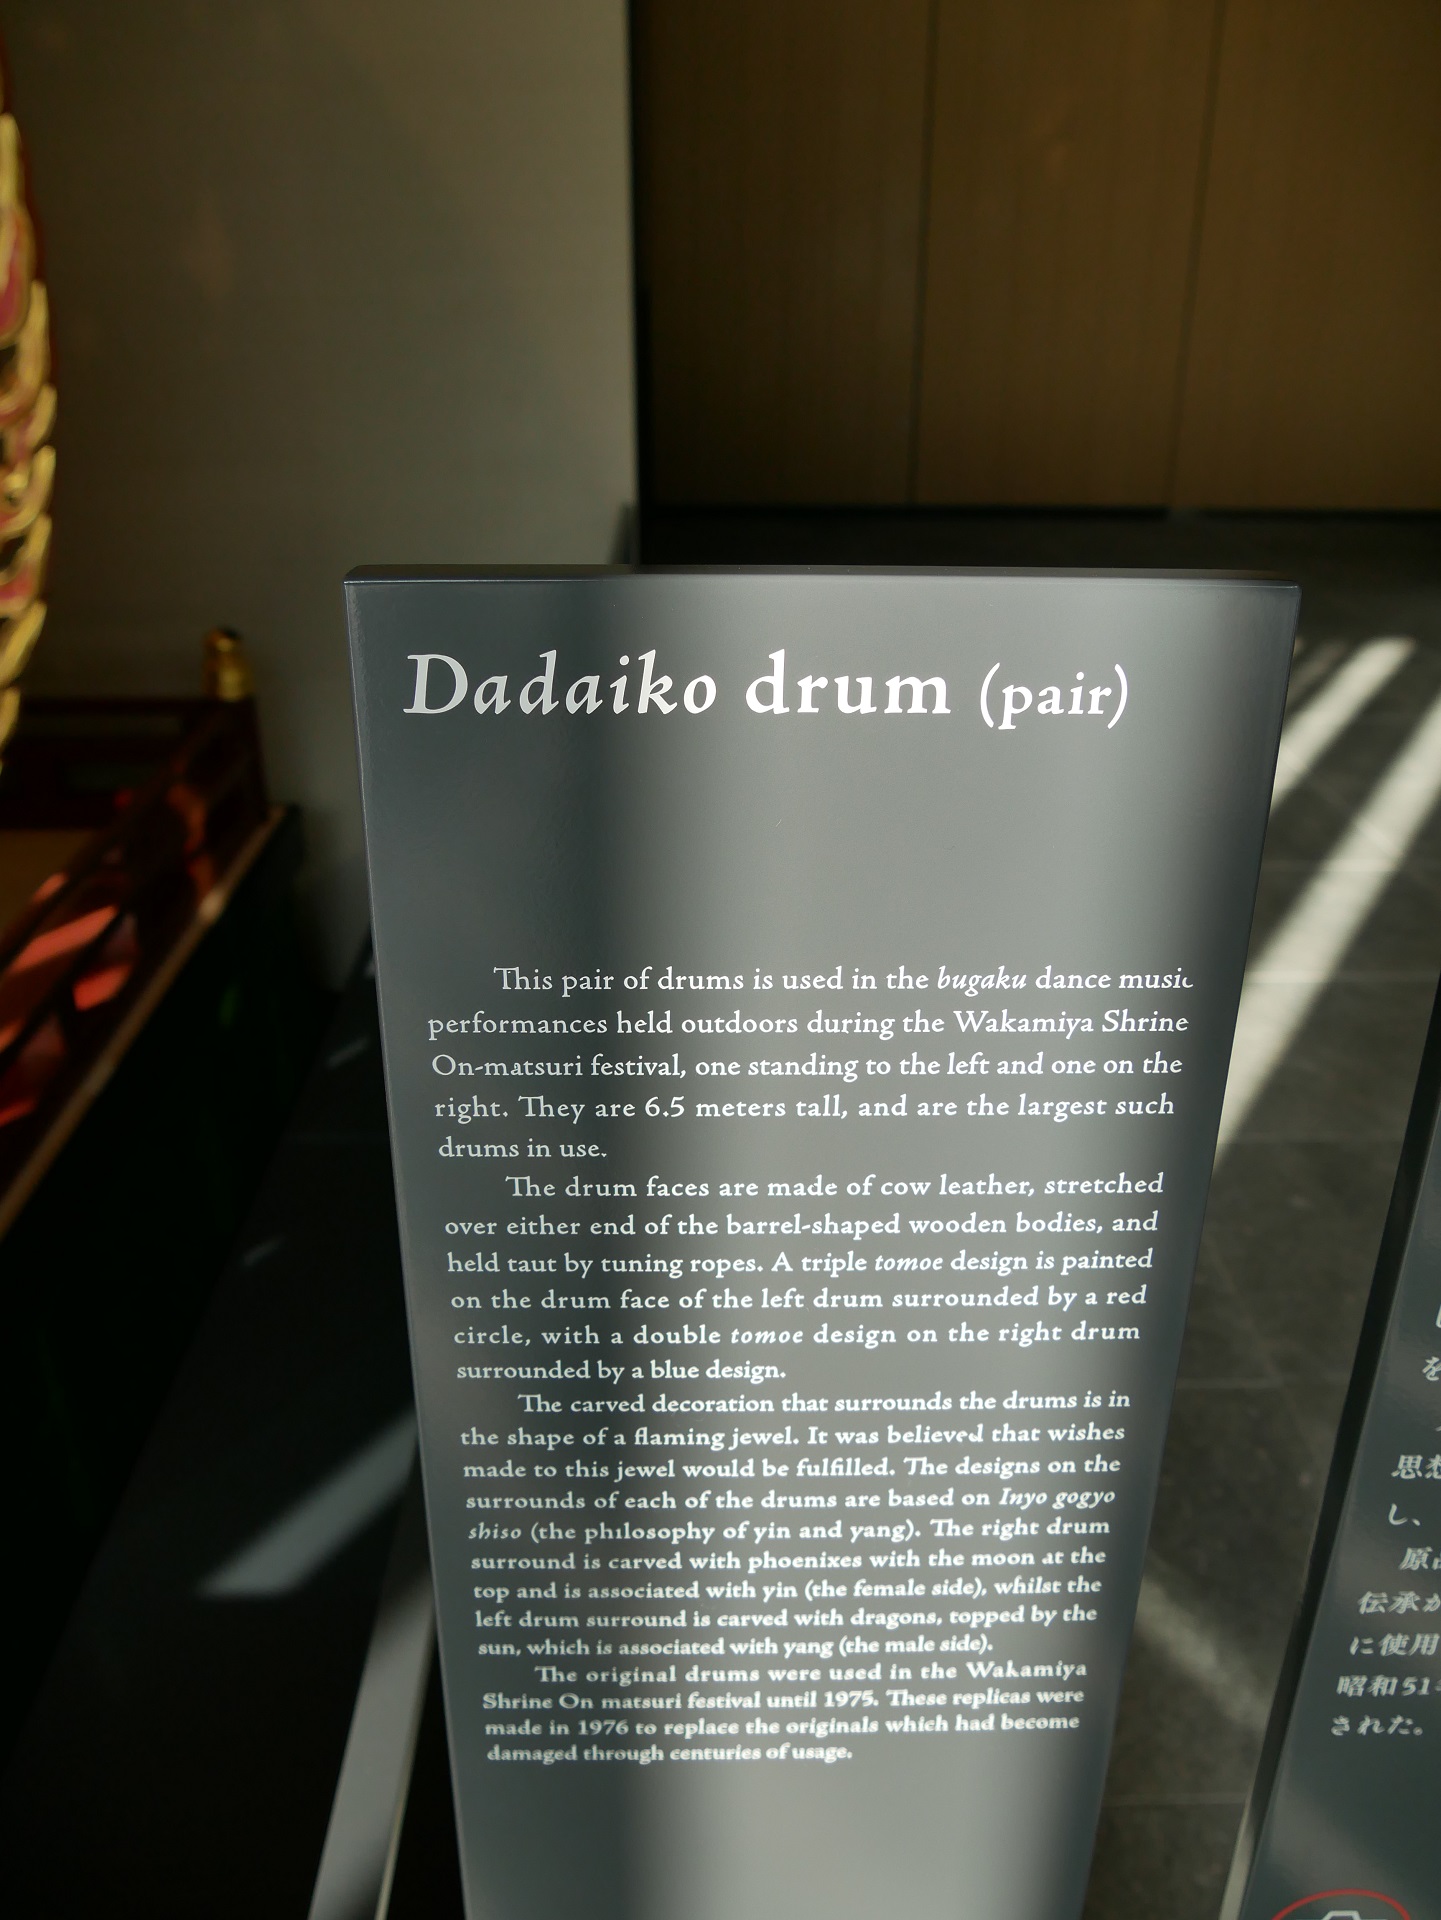 Dadaiko drum (pair)
This pair of drums is used in the bugaku dance music
performances held outdoors during the Wakamiya Shrine
On-matsuri festival, one standing to the left and one on the
right. They are 6.5 meters tall, and are the largest such
drums in use.
The drum faces are made of cow leather, stretched
over either end of the barrel-shaped wooden bodies, and
held taut by tuning ropes. A triple tomoe design is painted
on the drum face of the left drum surrounded by a red
circle, with a double tomoe design on the right drum
surrounded by a blue design.
The carved decoration that surrounds the drums is in
the shape of a flaming jewel. It was believed that wishes
made to this jewel would be fulfilled. The designs on the
surrounds of each of the drums are based on Inyo gogyo
shiso (the philosophy of yin and yang). The right drum
surround is carved with phoenixes with the moon at the
top and is associated with yin (the female side), whilst the
left drum surround is carved with dragons, topped by the
sun, which is associated with yang (the male side).
The original drums were used in the Wakamiya
Shrine On matsuri festival until 1975. These replicas were
made in 1976 to replace the originals which had become
damaged through centuries of usage.
を
思想
し、
原
伝承
に使用
昭和51
された。